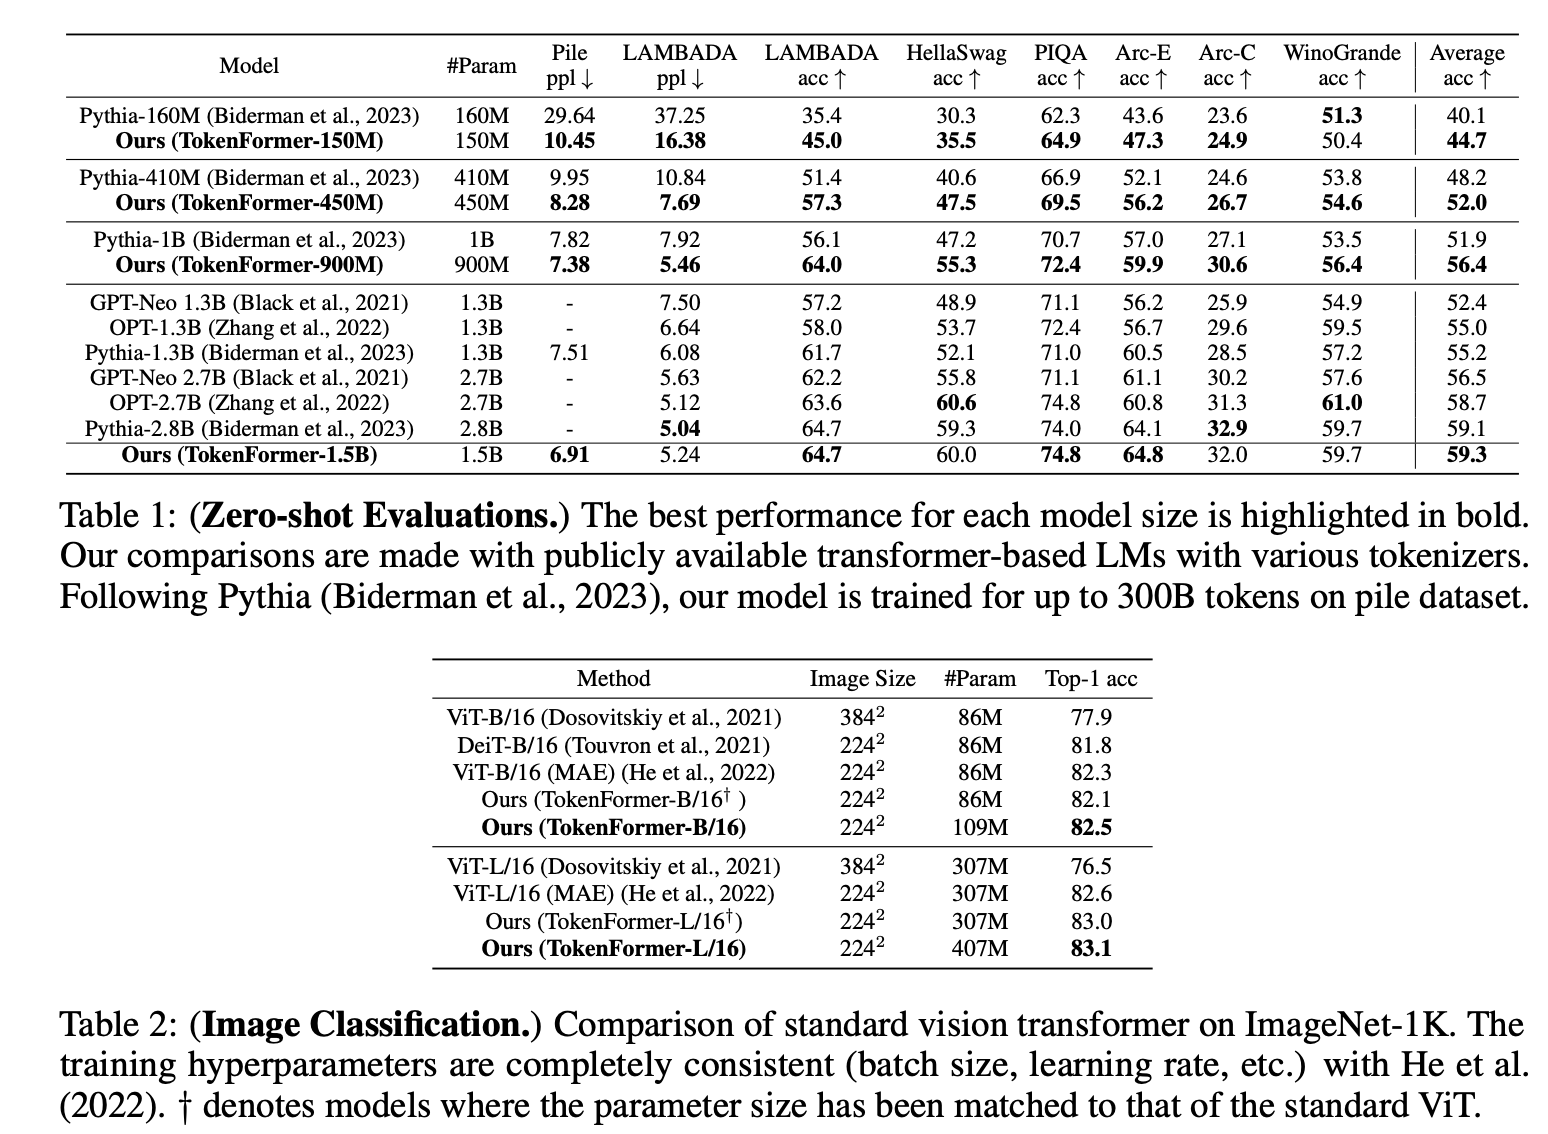 Model #Param Pile ppl ↓ LAMBADA ppl ↓ LAMBADA acc ↑ HellaSwag acc ↑ PIQA acc ↑ Arc-E acc ↑ Arc-C acc ↑ WinoGrande acc ↑ Average acc ↑
Pythia-160M (Biderman et al., 2023) 160M 29.64 37.25 35.4 30.3 62.3 43.6 23.6 51.3 40.1
Ours (TokenFormer-150M) 150M 10.45 16.38 45.0 35.5 64.9 47.3 24.9 50.4 44.7
Pythia-410M (Biderman et al., 2023) 410M 9.95 10.84 51.4 40.6 66.9 52.1 24.6 53.8 48.2
Ours (TokenFormer-450M) 450M 8.28 7.69 57.3 47.5 69.5 56.2 26.7 54.6 52.0
Pythia-1B (Biderman et al., 2023) 1B 7.82 7.92 56.1 47.2 70.7 57.0 27.1 53.5 51.9
Ours (TokenFormer-900M) 900M 7.38 5.46 64.0 55.3 72.4 59.9 30.6 56.4 56.4
GPT-Neo 1.3B (Black et al., 2021) 1.3B - 7.50 57.2 48.9 71.1 56.2 25.9 54.9 52.4
OPT-1.3B (Zhang et al., 2022) 1.3B - 6.64 58.0 53.7 72.4 56.7 29.6 59.5 55.0
Pythia-1.3B (Biderman et al., 2023) 1.3B 7.51 6.08 61.7 52.1 71.0 60.5 28.5 57.2 55.2
GPT-Neo 2.7B (Black et al., 2021) 2.7B - 5.63 62.2 55.8 71.1 61.1 30.2 57.6 56.5
OPT-2.7B (Zhang et al., 2022) 2.7B - 5.12 63.6 60.6 74.8 60.8 31.3 61.0 58.7
Pythia-2.8B (Biderman et al., 2023) 2.8B - 5.04 64.7 59.3 74.0 64.1 32.9 59.7 59.1
Ours (TokenFormer-1.5B) 1.5B 6.91 5.24 64.7 60.0 74.8 64.8 32.0 59.7 59.3
Table 1: (Zero-shot Evaluations.) The best performance for each model size is highlighted in bold.
Our comparisons are made with publicly available transformer-based LMs with various tokenizers.
Following Pythia (Biderman et al., 2023), our model is trained for up to 300B tokens on pile dataset.
Method Image Size #Param Top-1 acc
ViT-B/16 (Dosovitskiy et al., 2021) 384² 86M 77.9
DeiT-B/16 (Touvron et al., 2021) 224² 86M 81.8
ViT-B/16 (MAE) (He et al., 2022) 224² 86M 82.3
Ours (TokenFormer-B/16† ) 224² 86M 82.1
Ours (TokenFormer-B/16) 224² 109M 82.5
ViT-L/16 (Dosovitskiy et al., 2021) 384² 307M 76.5
ViT-L/16 (MAE) (He et al., 2022) 224² 307M 82.6
Ours (TokenFormer-L/16†) 224² 307M 83.0
Ours (TokenFormer-L/16) 224² 407M 83.1
Table 2: (Image Classification.) Comparison of standard vision transformer on ImageNet-1K. The
training hyperparameters are completely consistent (batch size, learning rate, etc.) with He et al.
(2022). † denotes models where the parameter size has been matched to that of the standard ViT.